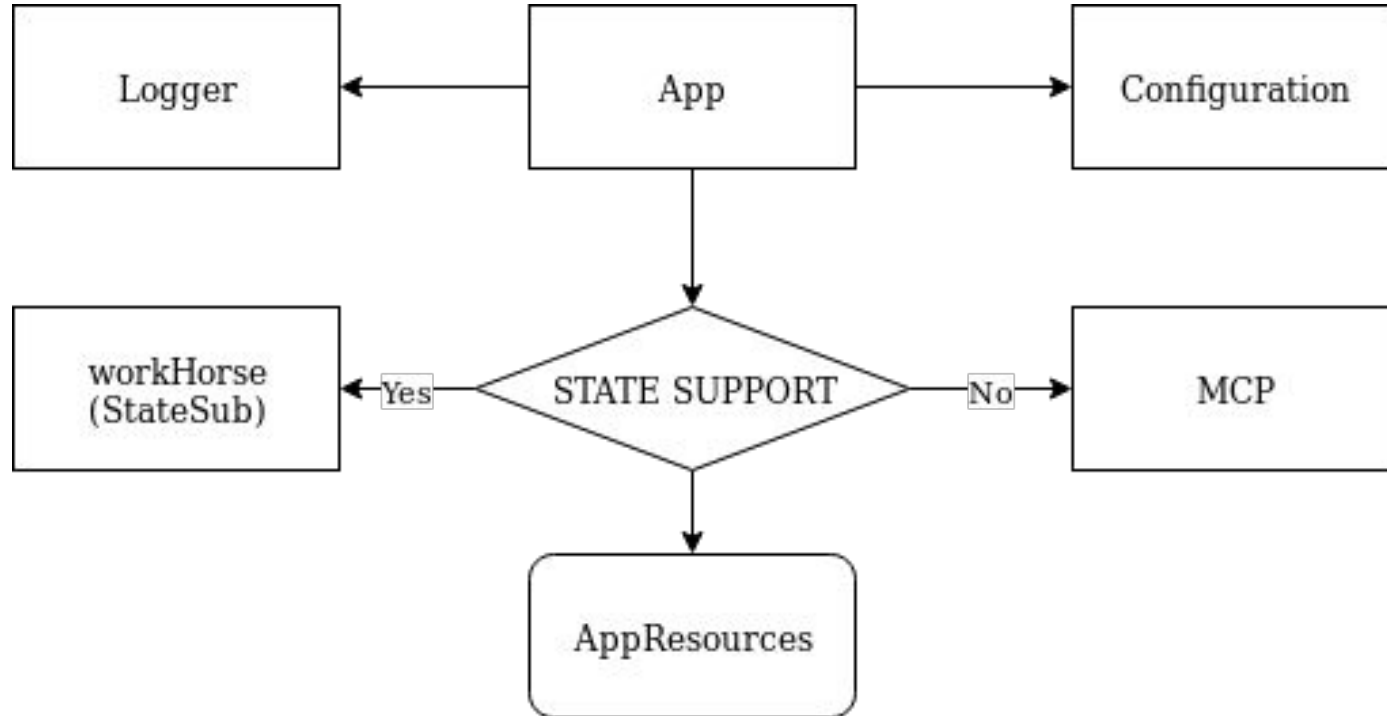 Logger
App
Configuration
workHorse
(StateSub)
Yes
STATE SUPPORT
No
MCP
AppResources